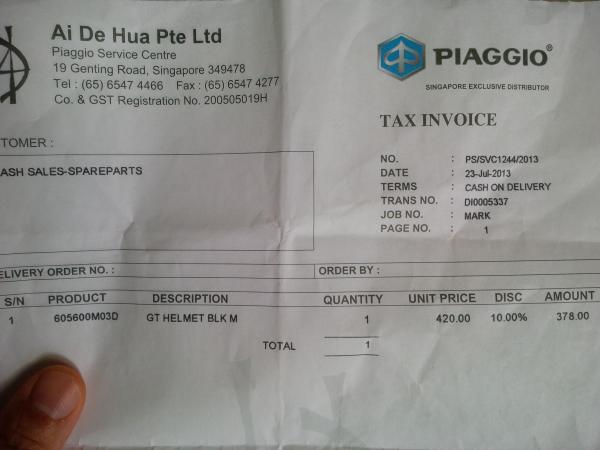 Ai De Hua Pte Ltd
Piaggio Service Centre
19 Genting Road, Singapore 349478
Tel : (65) 6547 4466 Fax : (65) 6547 4277
Co. & GST Registration No. 200505019H
PIAGGIO®
SINGAPORE EXCLUSIVE DISTRIBUTOR
TAX INVOICE
STOMER :
ASH SALES-SPAREPARTS
NO. : PS/SVC1244/2013
DATE : 23-Jul-2013
TERMS : CASH ON DELIVERY
TRANS NO. : DI0005337
JOB NO. : MARK
PAGE NO. : 1
ELIVERY ORDER NO. : ORDER BY :
S/N PRODUCT DESCRIPTION QUANTITY UNIT PRICE DISC AMOUNT
1 605600M03D GT HELMET BLK M 1 420.00 10.00% 378.00
TOTAL 1